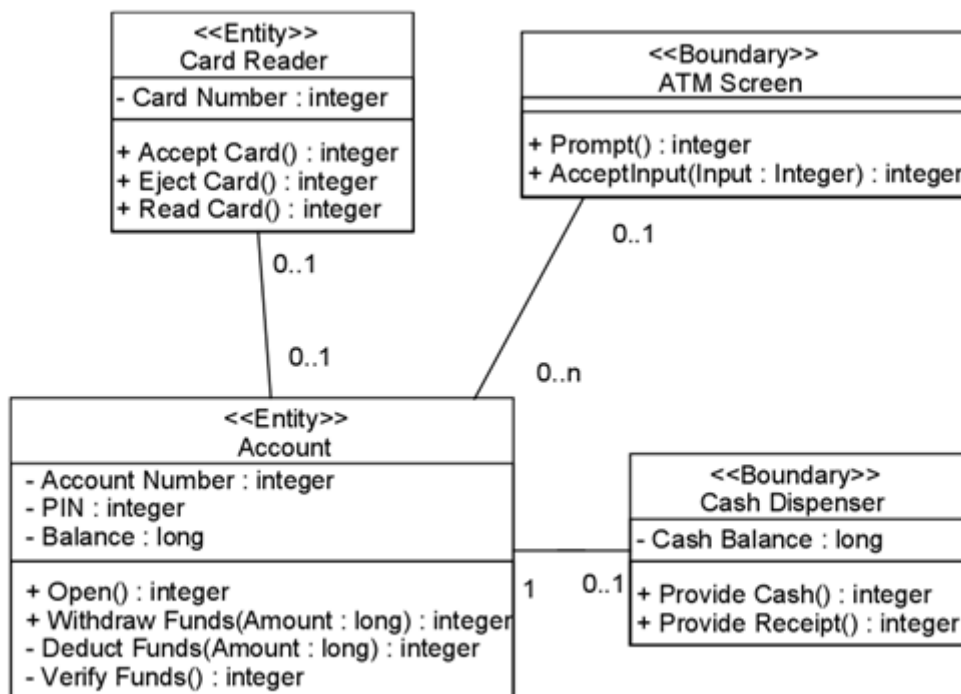 <<Entity>>
Card Reader
- Card Number : integer
+ Accept Card() : integer
+ Eject Card() : integer
+ Read Card() : integer
<<Boundary>>
ATM Screen
+ Prompt() : integer
+ AcceptInput(Input : Integer) : integer
0..1
0..1
0..1
0..n
<<Entity>>
Account
- Account Number : integer
- PIN : integer
- Balance : long
+ Open() : integer
+ Withdraw Funds(Amount : long) : integer
- Deduct Funds(Amount : long) : integer
- Verify Funds() : integer
1
0..1
<<Boundary>>
Cash Dispenser
- Cash Balance : long
+ Provide Cash() : integer
+ Provide Receipt() : integer